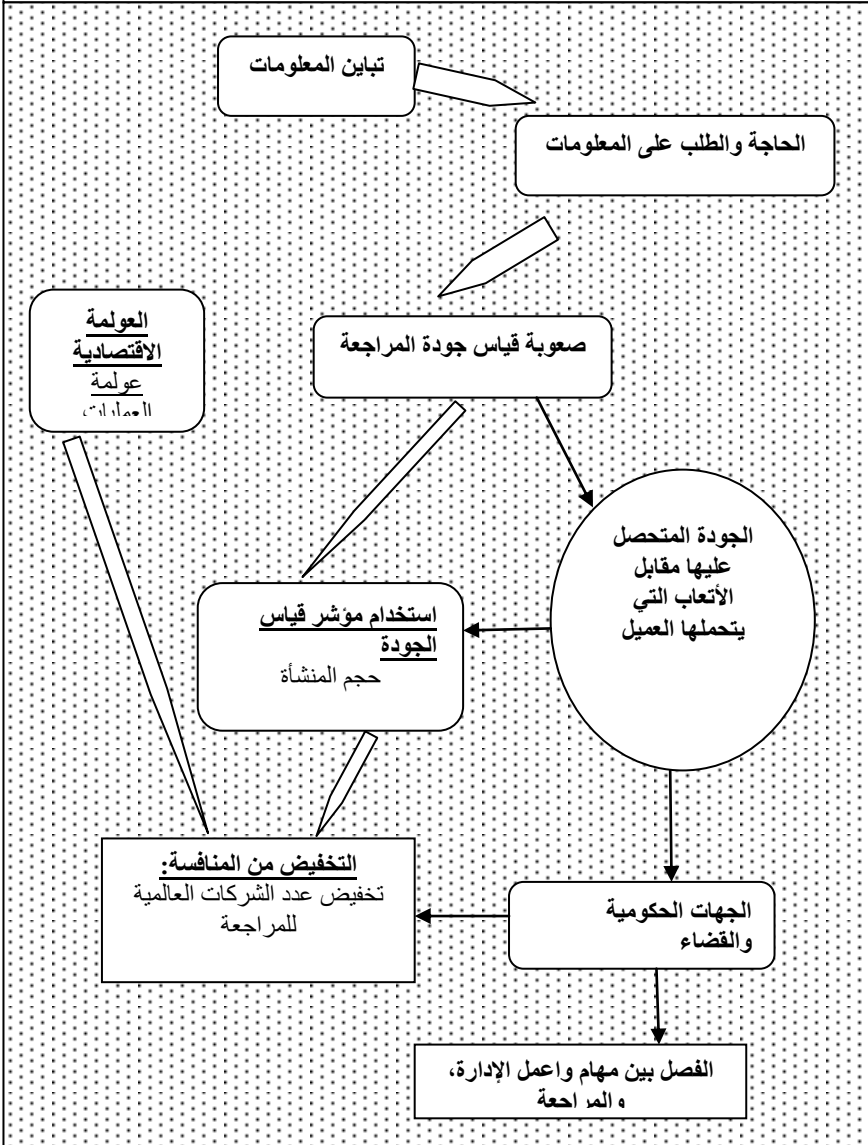 تباين المعلومات
الحاجة والطلب على المعلومات
صعوبة قياس جودة المراجعة
العولمة
الاقتصادية
عولمة
الجودة المتحصل
عليها مقابل
الأتعاب التي
يتحملها العميل
استخدام مؤشر قياس
الجودة
حجم المنشأة
التخفيض من المنافسة:
تخفيض عدد الشركات العالمية
للمراجعة
الجهات الحكومية
والقضاء
الفصل بين مهام واعمل الإدارة،
والمراجعة